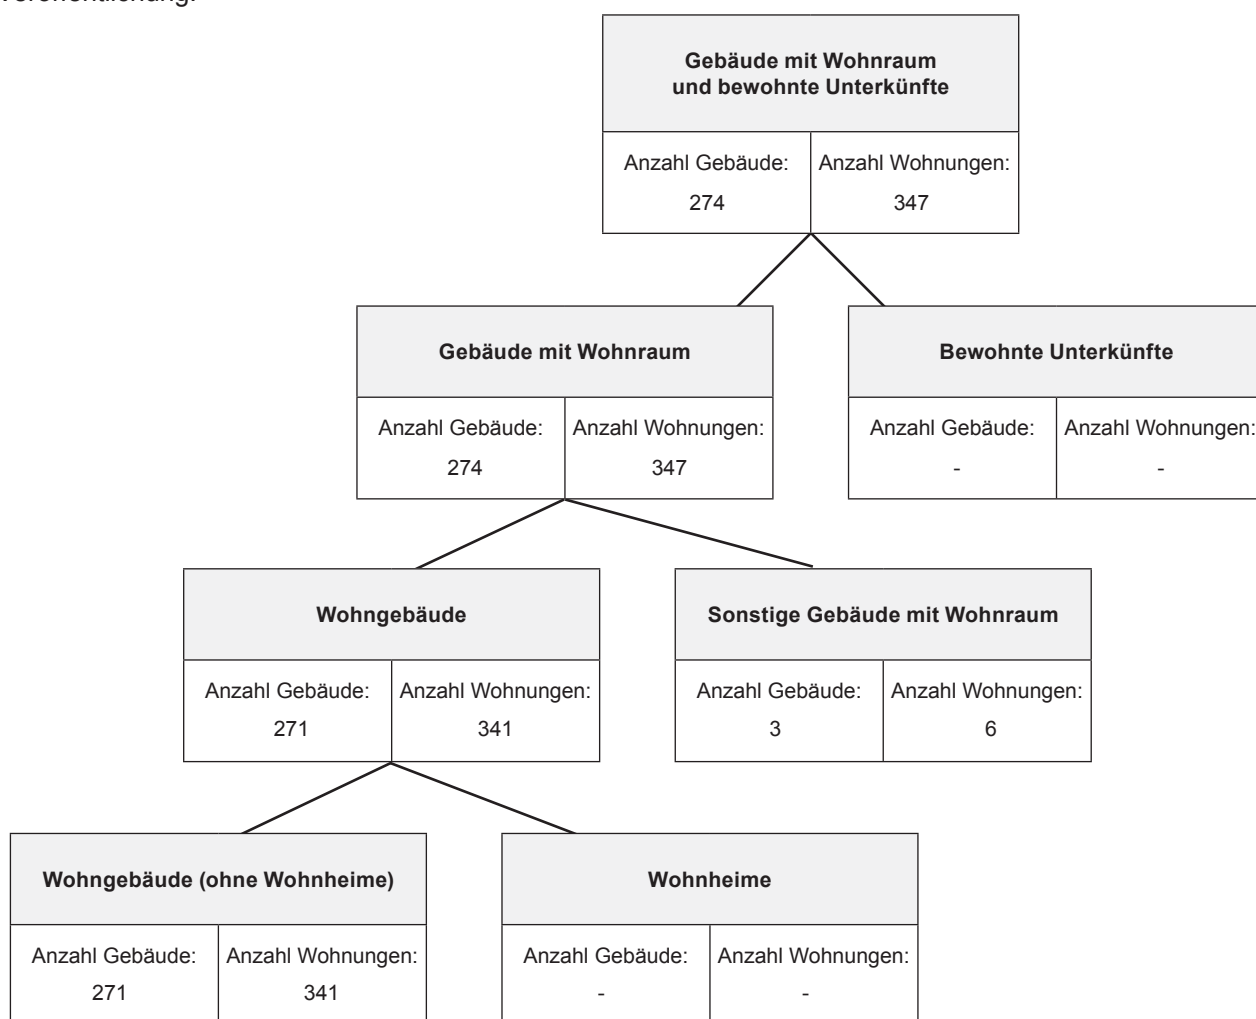 Veröffentlichung.
Gebäude mit Wohnraum
und bewohnte Unterkünfte
Anzahl Gebäude: Anzahl Wohnungen:
274 347
Gebäude mit Wohnraum Bewohnte Unterkünfte
Anzahl Gebäude: Anzahl Wohnungen: Anzahl Gebäude: Anzahl Wohnungen:
274 347 - -
Wohngebäude Sonstige Gebäude mit Wohnraum
Anzahl Gebäude: Anzahl Wohnungen: Anzahl Gebäude: Anzahl Wohnungen:
271 341 3 6
Wohngebäude (ohne Wohnheime) Wohnheime
Anzahl Gebäude: Anzahl Wohnungen: Anzahl Gebäude: Anzahl Wohnungen:
271 341 - -